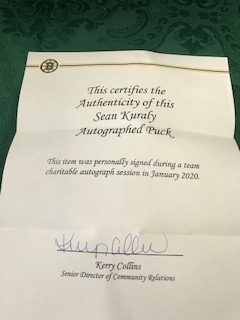 This certifies the
Authenticity of this
Sean Kuraly
Autographed Puck
This item was personally signed during a team
charitable autograph session in January 2020.
Kerry Collins
Senior Director of Community Relations